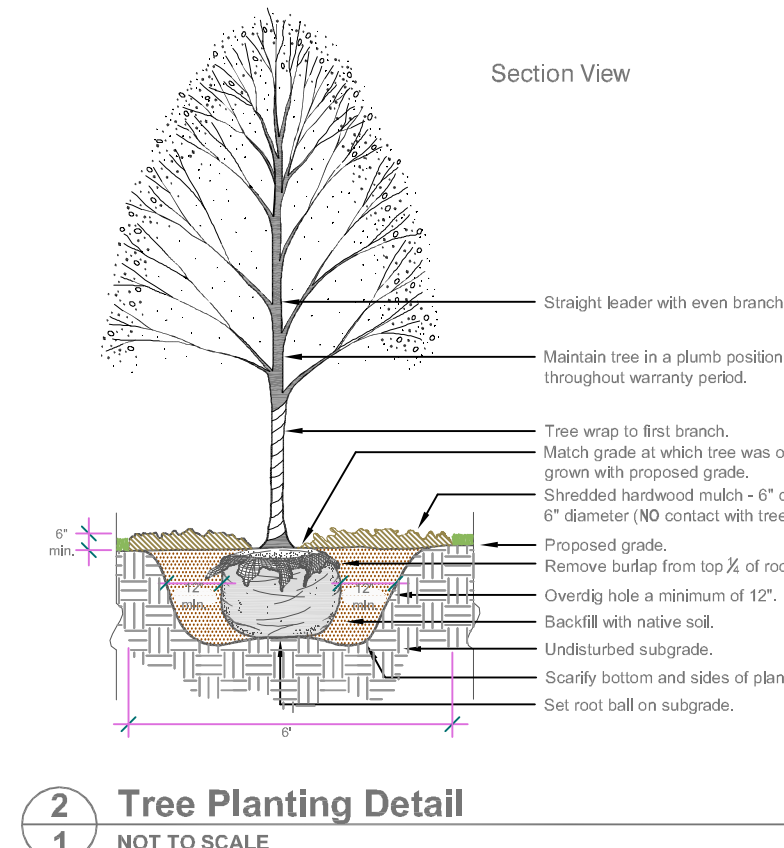 Section View
Straight leader with even branch
Maintain tree in a plumb position
throughout warranty period.
Tree wrap to first branch.
Match grade at which tree was o
grown with proposed grade.
Shredded hardwood mulch - 6"
6" diameter (NO contact with tree
6"
min.
Proposed grade.
Remove burlap from top ¼ of roo
12"
min.
12"
min.
Overdig hole a minimum of 12".
Backfill with native soil.
Undisturbed subgrade.
Scarify bottom and sides of plan
Set root ball on subgrade.
6'
2
1
Tree Planting Detail
NOT TO SCALE